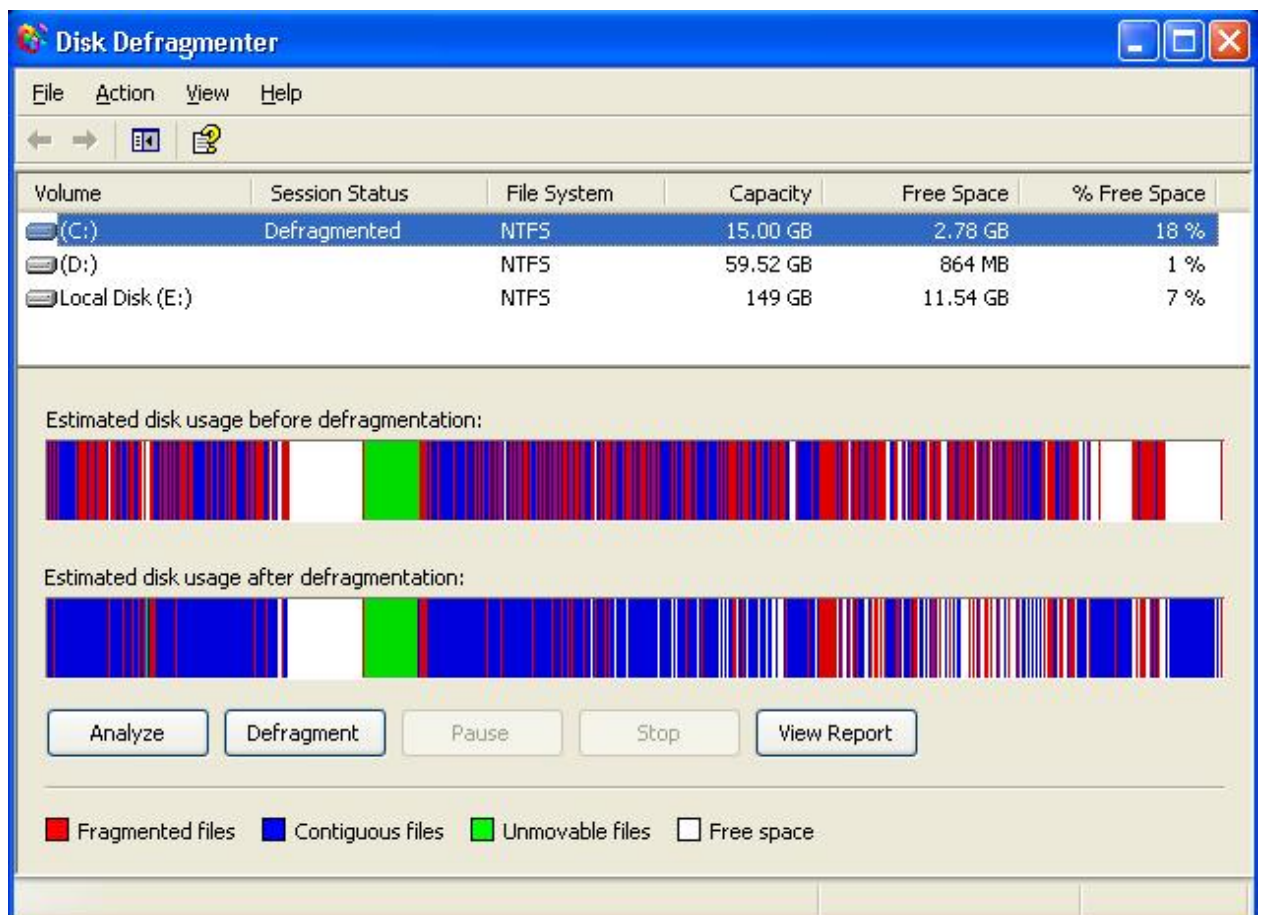 Disk Defragmenter
File Action View Help
Volume Session Status File System Capacity Free Space % Free Space
(C:) Defragmented NTFS 15.00 GB 2.78 GB 18 %
(D:) NTFS 59.52 GB 864 MB 1 %
Local Disk (E:) NTFS 149 GB 11.54 GB 7 %
Estimated disk usage before defragmentation:
Estimated disk usage after defragmentation:
Analyze Defragment Pause Stop View Report
Fragmented files Contiguous files Unmovable files Free space